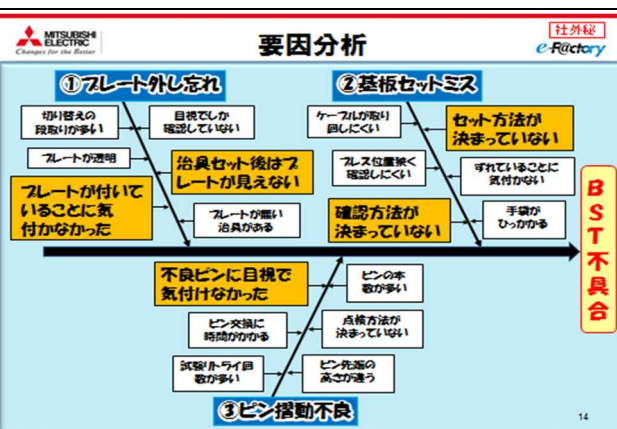 MITSUBISHI
ELECTRIC
Changes for the Better
要因分析
社外秘
e-F@ctory
①プレート外し忘れ
切り替えの
段取りが多い
目視でしか
確認していない
プレートが透明
治具セット後はプ
レートが見えない
プレートが付いて
いることに気
付かなかった
プレートが無い
治具がある
②基板セットミス
ケーブルが取り
回しにくい
セット方法が
決まっていない
プレス位置狭く
確認しにくい
ずれていることに
気付かない
確認方法が
決まっていない
手袋が
ひっかかる
BST不具合
不良ピンに目視で
気付けなかった
ピンの本
数が多い
ピン交換に
時間がかかる
点検方法が
決まっていない
試験リトライ回
数が多い
ピン先端の
高さが違う
③ピン摺動不良
14